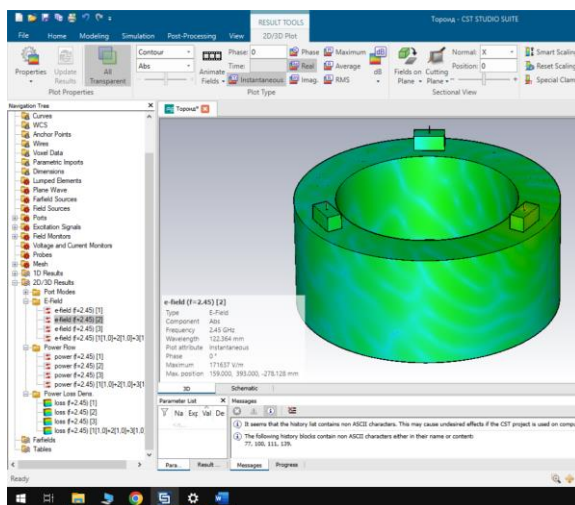 RESULT TOOLS
Тороид - CST STUDIO SUITE
File Home Modeling Simulation Post-Processing View 2D/3D Plot
Properties
Update Results
All Transparent
Contour
Abs
Plot Properties
Animate Fields
Phase: 0
Time:
Instantaneous
Phase
Real
Imag.
Maximum
Average
RMS
dB
dB
Plot Type
Fields on Plane
Cutting Plane
Normal: X
Position: 0
Sectional View
Smart Scaling
Reset Scaling
Special Clam
Navigation Tree
Curves
WCS
Anchor Points
Wires
Voxel Data
Parametric Imports
Dimensions
Lumped Elements
Plane Wave
Farfield Sources
Field Sources
Ports
Excitation Signals
Field Monitors
Voltage and Current Monitors
Probes
Mesh
1D Results
2D/3D Results
Port Modes
E-Field
e-field (f=2.45) [1]
e-field (f=2.45) [2]
e-field (f=2.45) [3]
e-field (f=2.45) [1[1,0]+2[1,0]+3[1
Power Flow
power (f=2.45) [1]
power (f=2.45) [2]
power (f=2.45) [3]
power (f=2.45) [1[1,0]+2[1,0]+3[1
Power Loss Dens.
loss (f=2.45) [1]
loss (f=2.45) [2]
loss (f=2.45) [3]
loss (f=2.45) [1[1,0]+2[1,0]+3[1,0
Farfields
Tables
Тороид*
e-field (f=2.45) [2]
Type E-Field
Component Abs
Frequency 2.45 GHz
Wavelength 122.364 mm
Plot attribute Instantaneous
Phase 0 °
Maximum 171637 V/m
Max. position 159.000, 393.000, -278.128 mm
3D Schematic
Parameter List
Na Exp Val De
Para... Result ...
Messages
It seems that the history list contains non ASCII characters. This may cause undesired effects if the CST project is used on comp
The following history blocks contain non ASCII characters either in their name or content:
77, 100, 111, 139.
Messages Progress
Ready